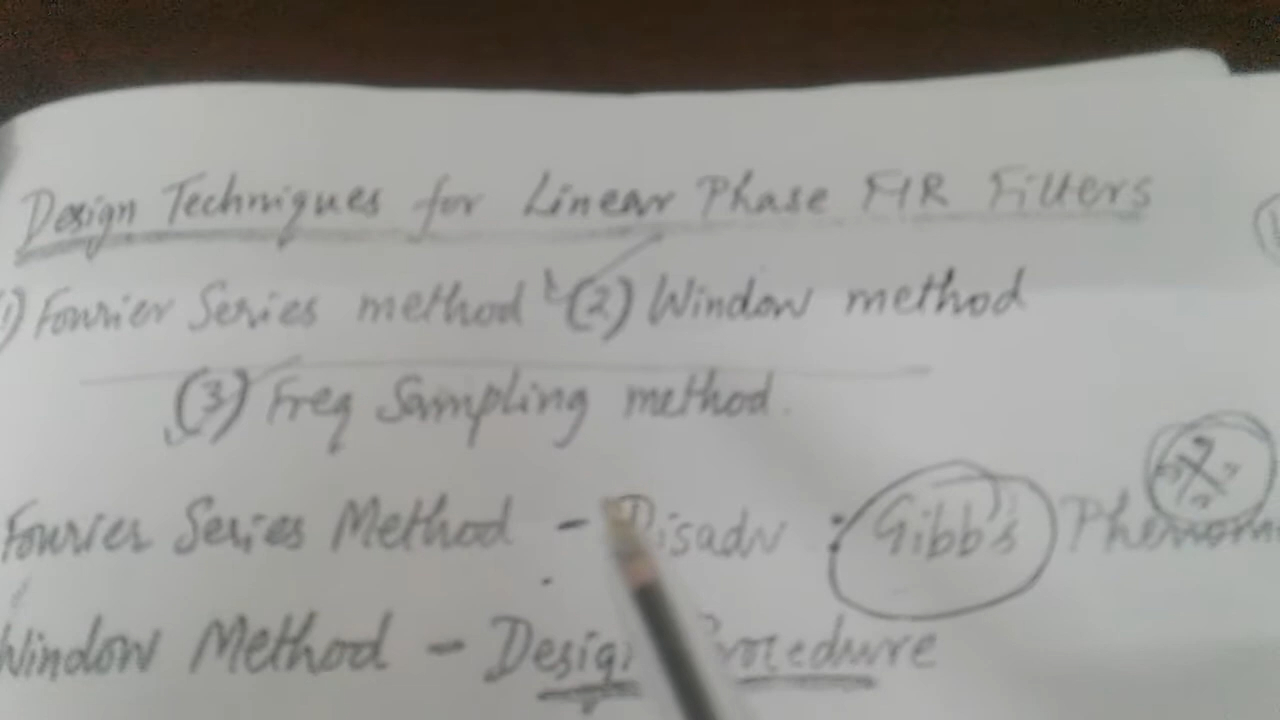 Design Techniques for Linear Phase FIR Filters
1) Fourier Series method (2) Window method
(3) Freq Sampling method.
Fourier Series Method - Disadv : Gibb's
Window Method - Design Procedure